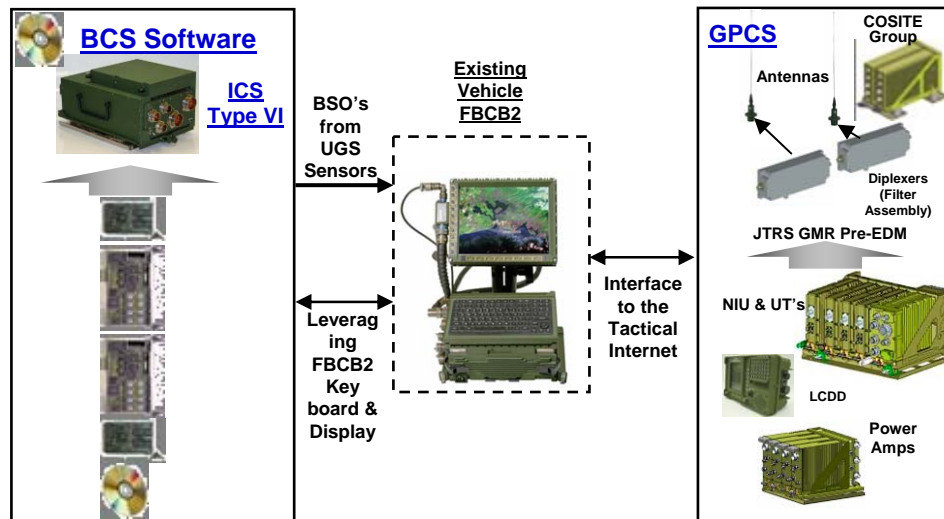 BCS Software
ICS
Type VI
BSO's
from
UGS
Sensors
Leverag
ing
FBCB2
Key
board &
Display
Existing
Vehicle
FBCB2
Interface
to the
Tactical
Internet
GPCS
COSITE
Group
Antennas
Diplexers
(Filter
Assembly)
JTRS GMR Pre-EDM
NIU & UT's
LCDD
Power
Amps